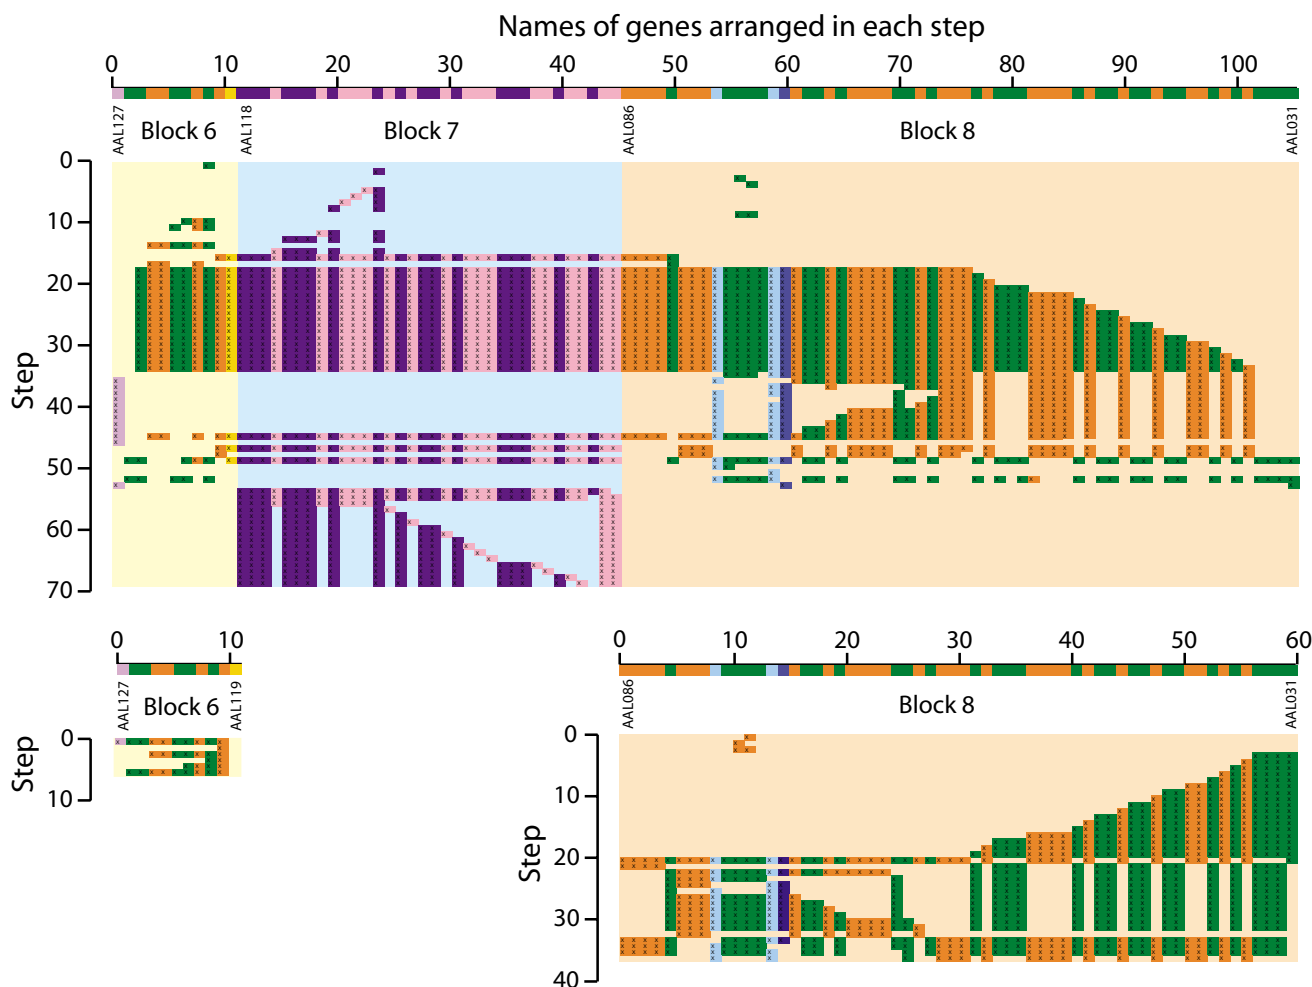 Names of genes arranged in each step
0 10 20 30 40 50 60 70 80 90 100
AAL127 Block 6 AAL118 Block 7 AAL086 Block 8 AAL031
Step
0
10
20
30
40
50
60
70
0 10
AAL127 Block 6 AAL119
Step
0
10
0 10 20 30 40 50 60
AAL086 Block 8 AAL031
Step
0
10
20
30
40